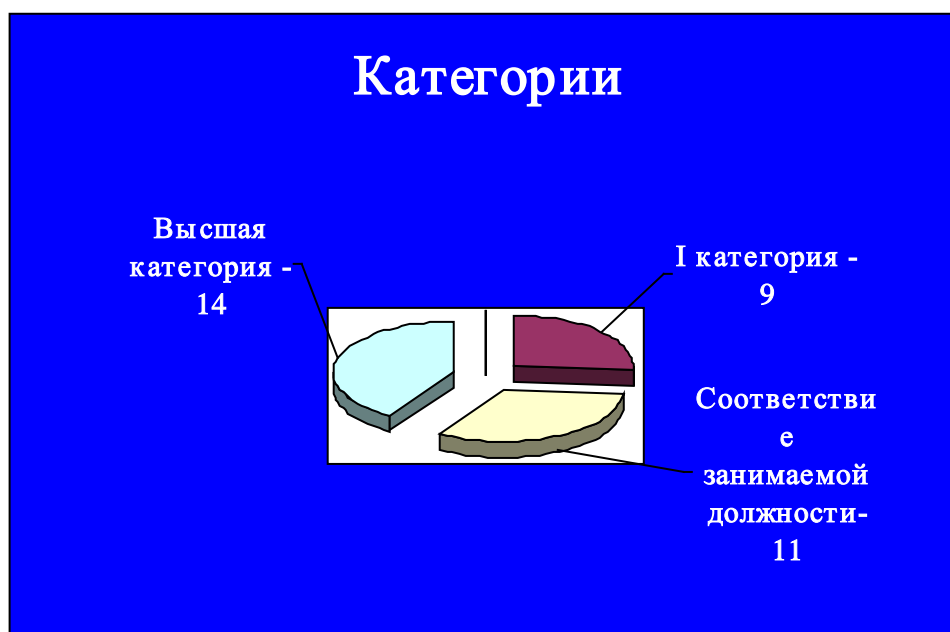 Категории
Высшая
категория -
14
I категория -
9
Соответстви
е
занимаемой
должности-
11